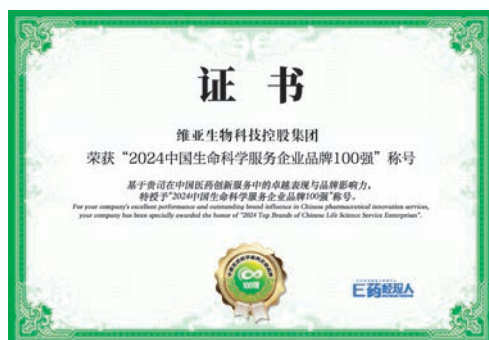 证书
维亚生物科技控股集团
荣获“2024中国生命科学服务企业品牌100强”称号
基于贵司在中国医药创新服务中的卓越表现与品牌影响力，
特授予“2024中国生命科学服务企业品牌100强”称号。
For your company's excellent performance and outstanding brand influence in Chinese pharmaceutical innovation services,
your company has been specially awarded the honor of "2024 Top Brands of Chinese Life Science Service Enterprises".
100强
E药经理人